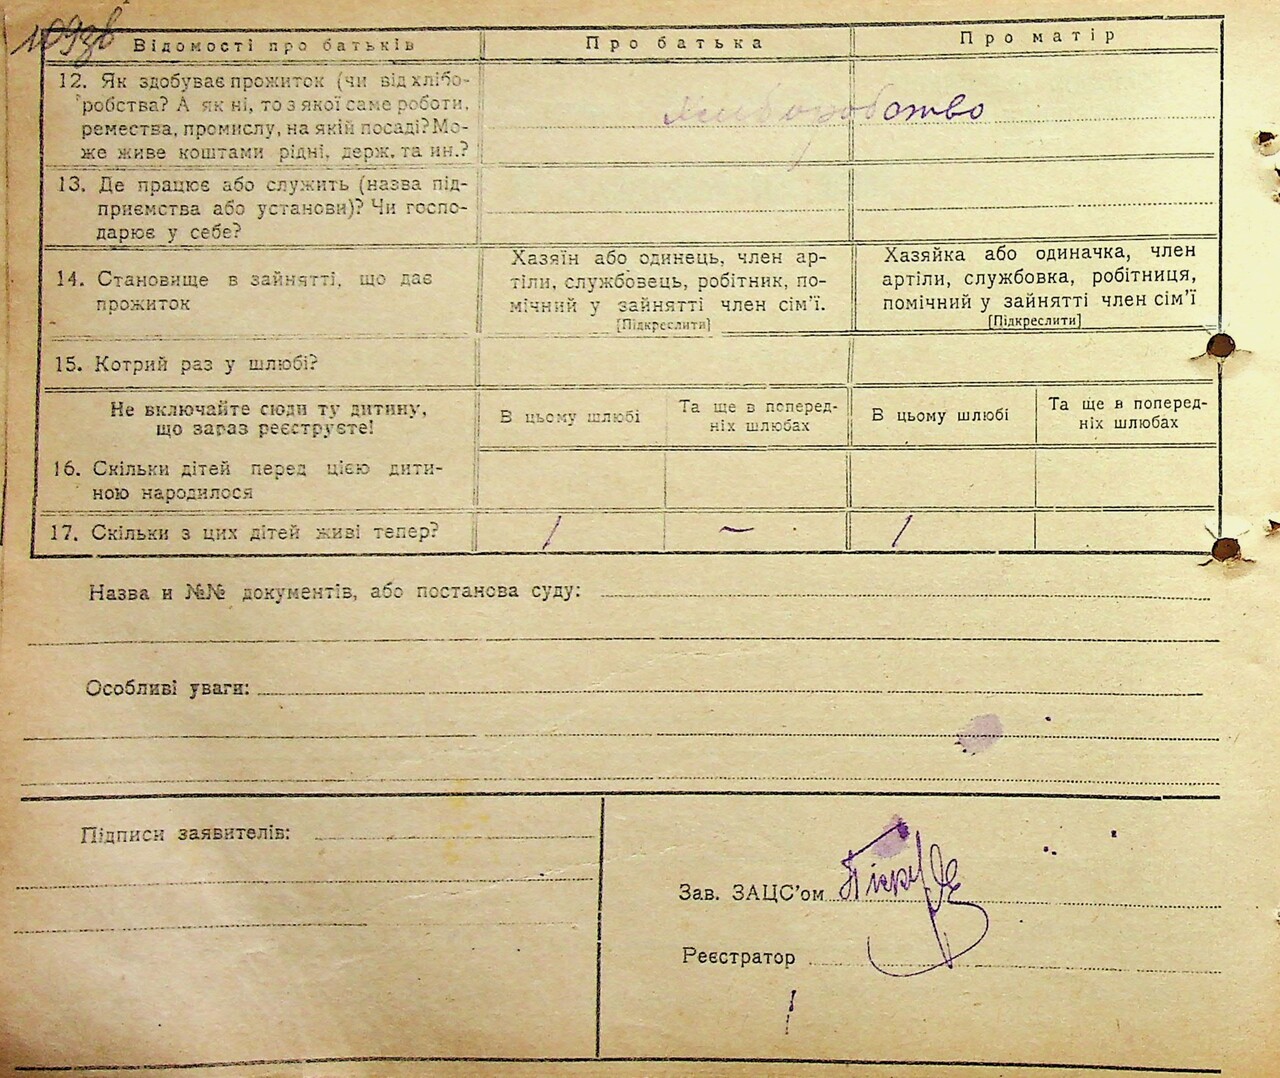 109зв
Відомості про батьків Про батька Про матір
12. Як здобуває прожиток (чи від хлібо-
робства? А як ні, то з якої саме роботи,
ремества, промислу, на якій посаді? Мо-
же живе коштами рідні, держ. та ин.?
хліборобство
13. Де працює або служить (назва під-
приємства або установи)? Чи госпо-
дарює у себе?
14. Становище в зайнятті, що дає
прожиток
Хазяїн або одинець, член ар-
тіли, службовець, робітник, по-
мічний у зайнятті член сім'ї.
[Підкреслити]
Хазяйка або одиначка, член
артіли, службовка, робітниця,
помічний у зайнятті член сім'ї
[Підкреслити]
15. Котрий раз у шлюбі?
Не включайте сюди ту дитину,
що зараз реєструєте!
В цьому шлюбі
Та ще в поперед-
ніх шлюбах
В цьому шлюбі
Та ще в поперед-
ніх шлюбах
16. Скільки дітей перед цією дити-
ною народилося
17. Скільки з цих дітей живі тепер? 1 – 1
Назва и №№ документів, або постанова суду:
Особливі уваги:
Підписи заявителів:
Зав. ЗАЦС'ом
Реєстратор